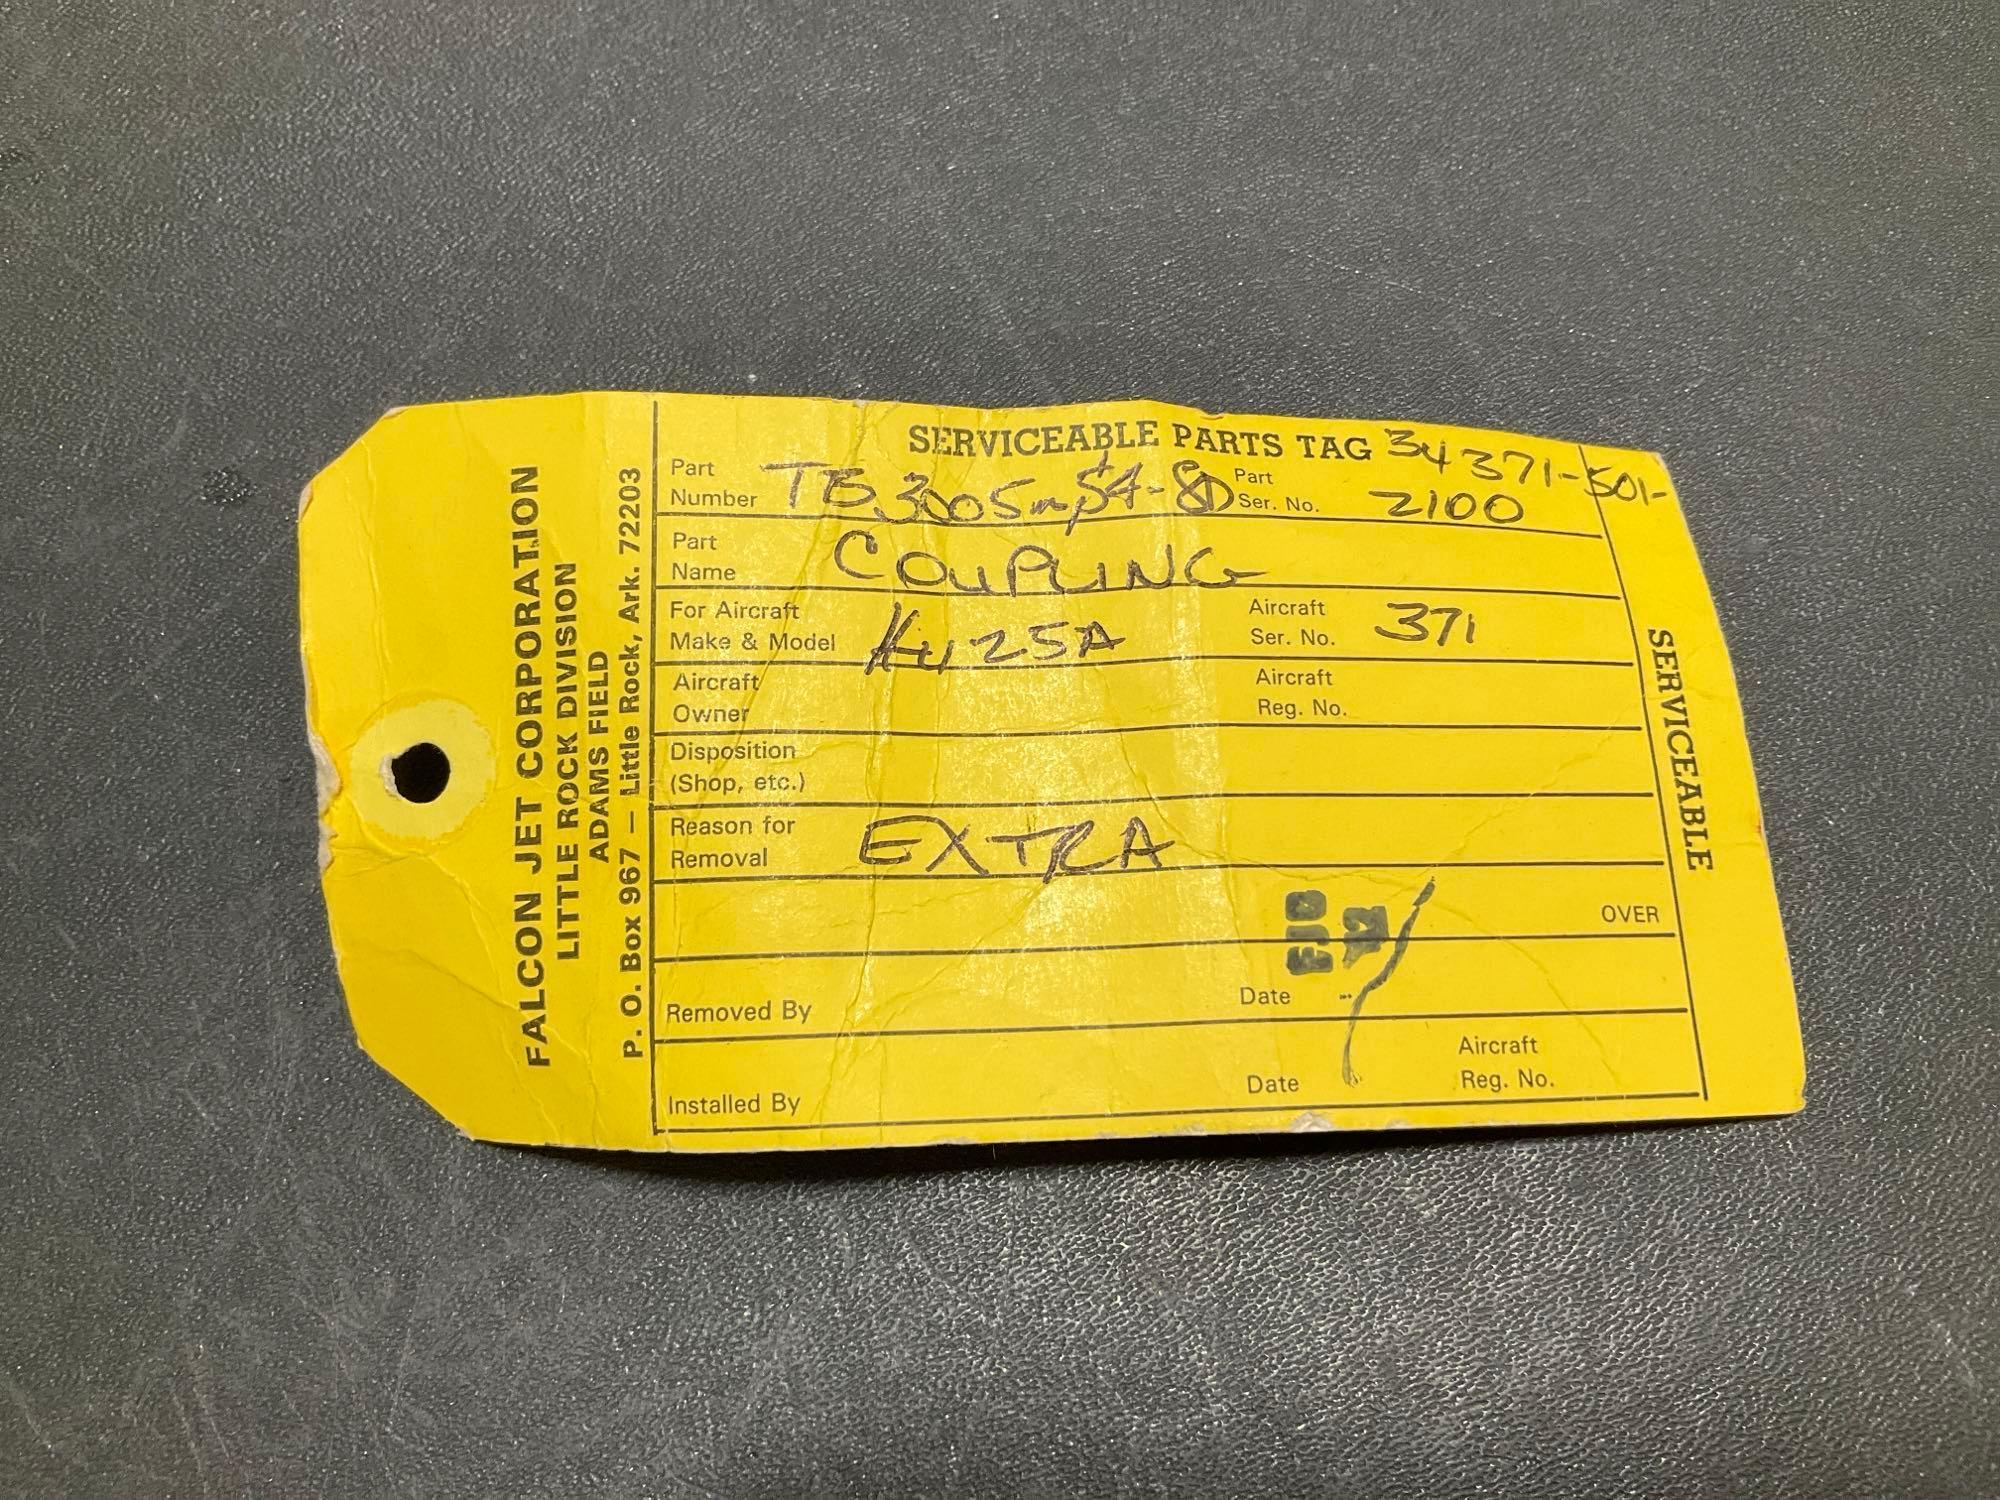 FALCON JET CORPORATION
LITTLE ROCK DIVISION
ADAMS FIELD
P. O. Box 967 — Little Rock, Ark. 72203
SERVICEABLE PARTS TAG 34371-501-
Part Number Part Ser. No. 2100
Part Name COUPLING
For Aircraft Make & Model HU25A Aircraft Ser. No. 371
Aircraft Owner Aircraft Reg. No.
Disposition (Shop, etc.)
Reason for Removal EXTRA
OVER
FJC
Removed By Date
Installed By Date Aircraft Reg. No.
SERVICEABLE